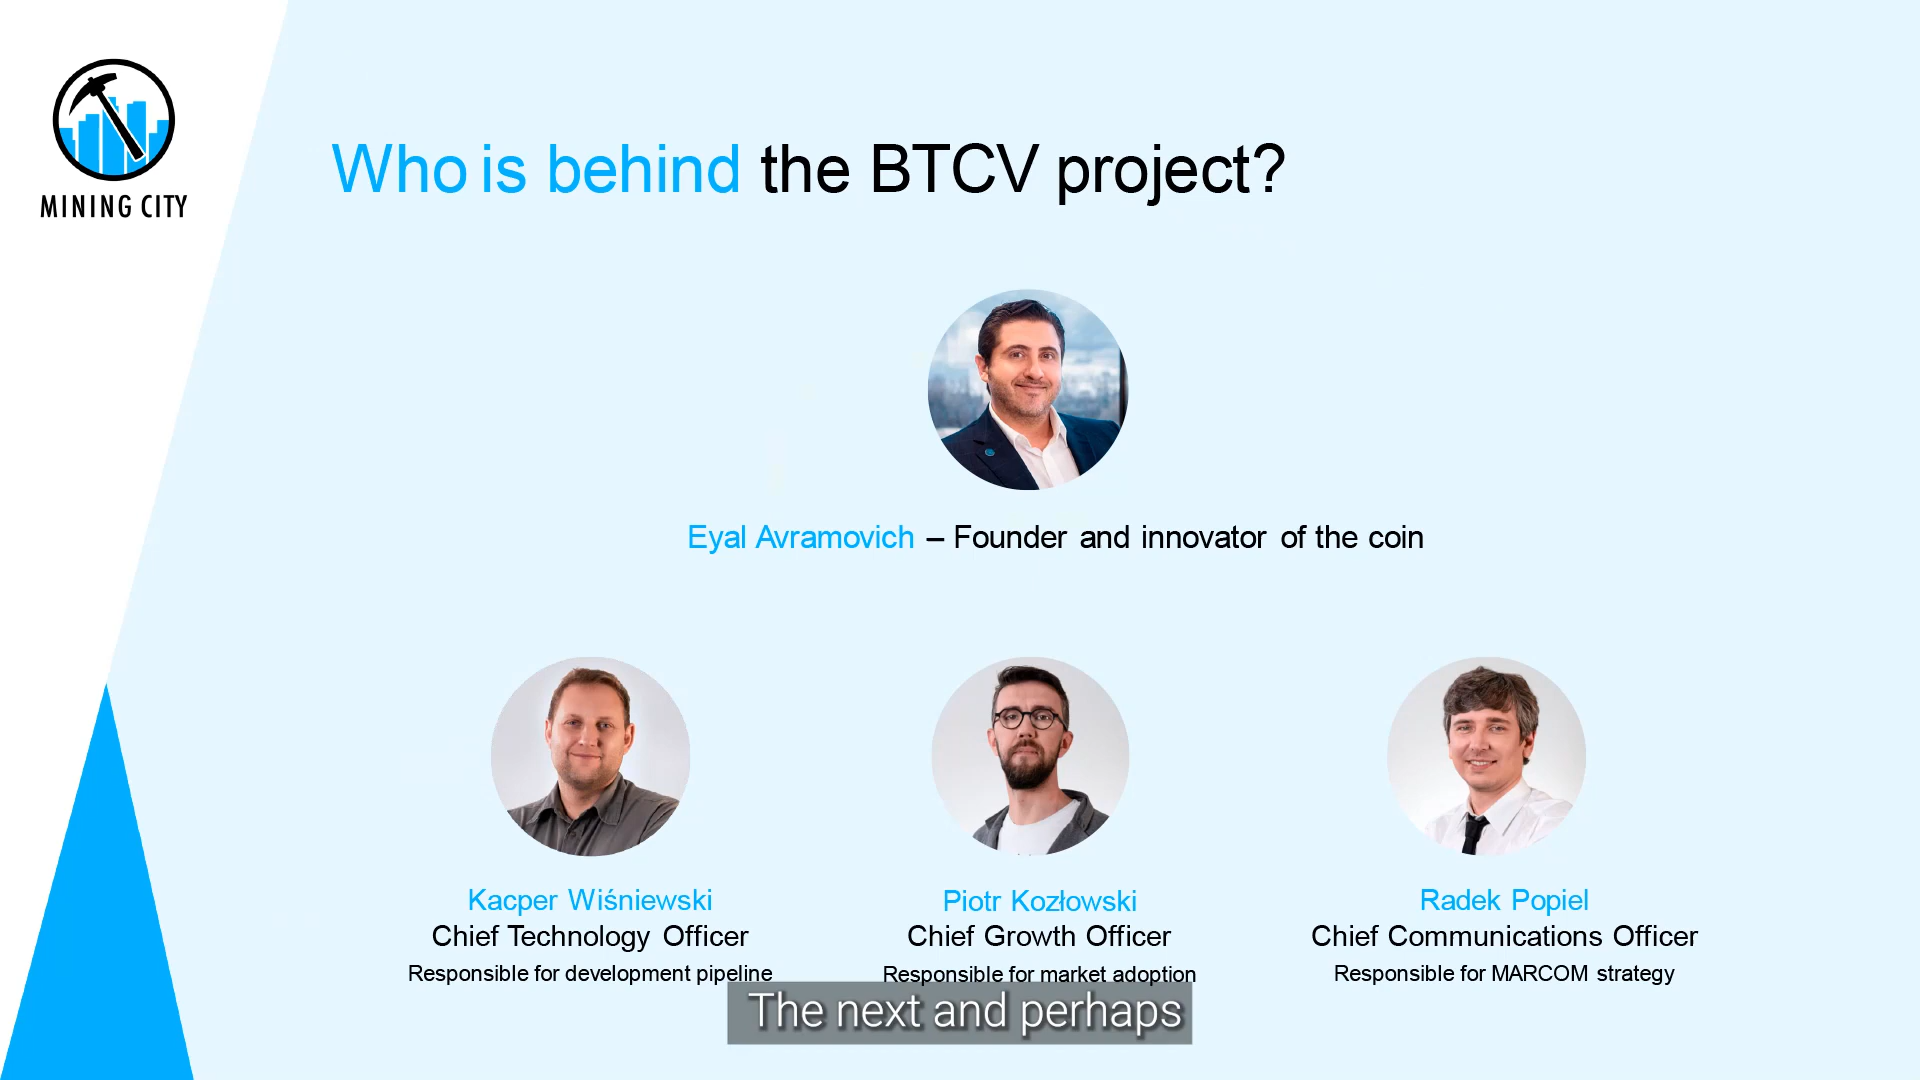 MINING CITY
Who is behind the BTCV project?
Eyal Avramovich – Founder and innovator of the coin
Kacper Wiśniewski
Chief Technology Officer
Responsible for development pipeline
Piotr Kozłowski
Chief Growth Officer
Responsible for market adoption
Radek Popiel
Chief Communications Officer
Responsible for MARCOM strategy
The next and perhaps